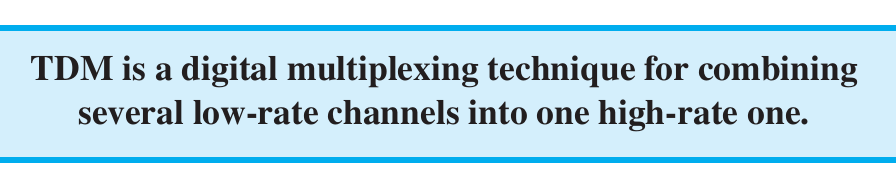 TDM is a digital multiplexing technique for combining
several low-rate channels into one high-rate one.